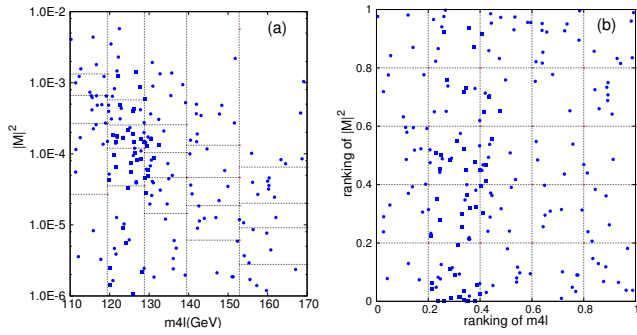 (a)
|M|^2
1.0E-2
1.0E-3
1.0E-4
1.0E-5
1.0E-6
110 120 130 140 150 160 170
m4l(GeV)
(b)
ranking of |M|^2
1
0.8
0.6
0.4
0.2
0
0 0.2 0.4 0.6 0.8 1
ranking of m4l